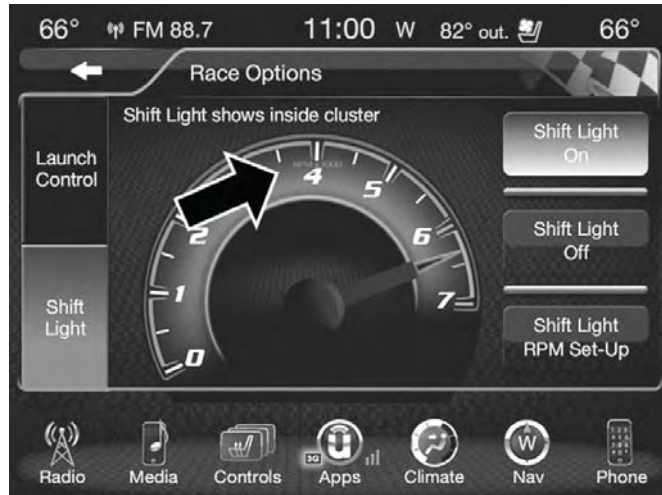 66° FM 88.7 11:00 W 82° out. 66°
Race Options
Shift Light shows inside cluster
Launch
Control
Shift
Light
0
1
2
4
5
6
7
Shift Light
On
Shift Light
Off
Shift Light
RPM Set-Up
W
3G
Radio Media Controls Apps Climate Nav Phone